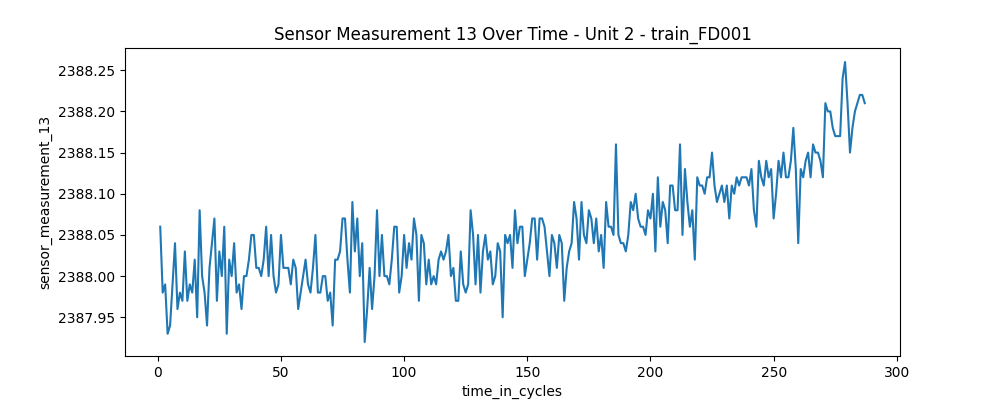 Sensor Measurement 13 Over Time - Unit 2 - train_FD001
sensor_measurement_13
2388.25
2388.20
2388.15
2388.10
2388.05
2388.00
2387.95
0 50 100 150 200 250 300
time_in_cycles